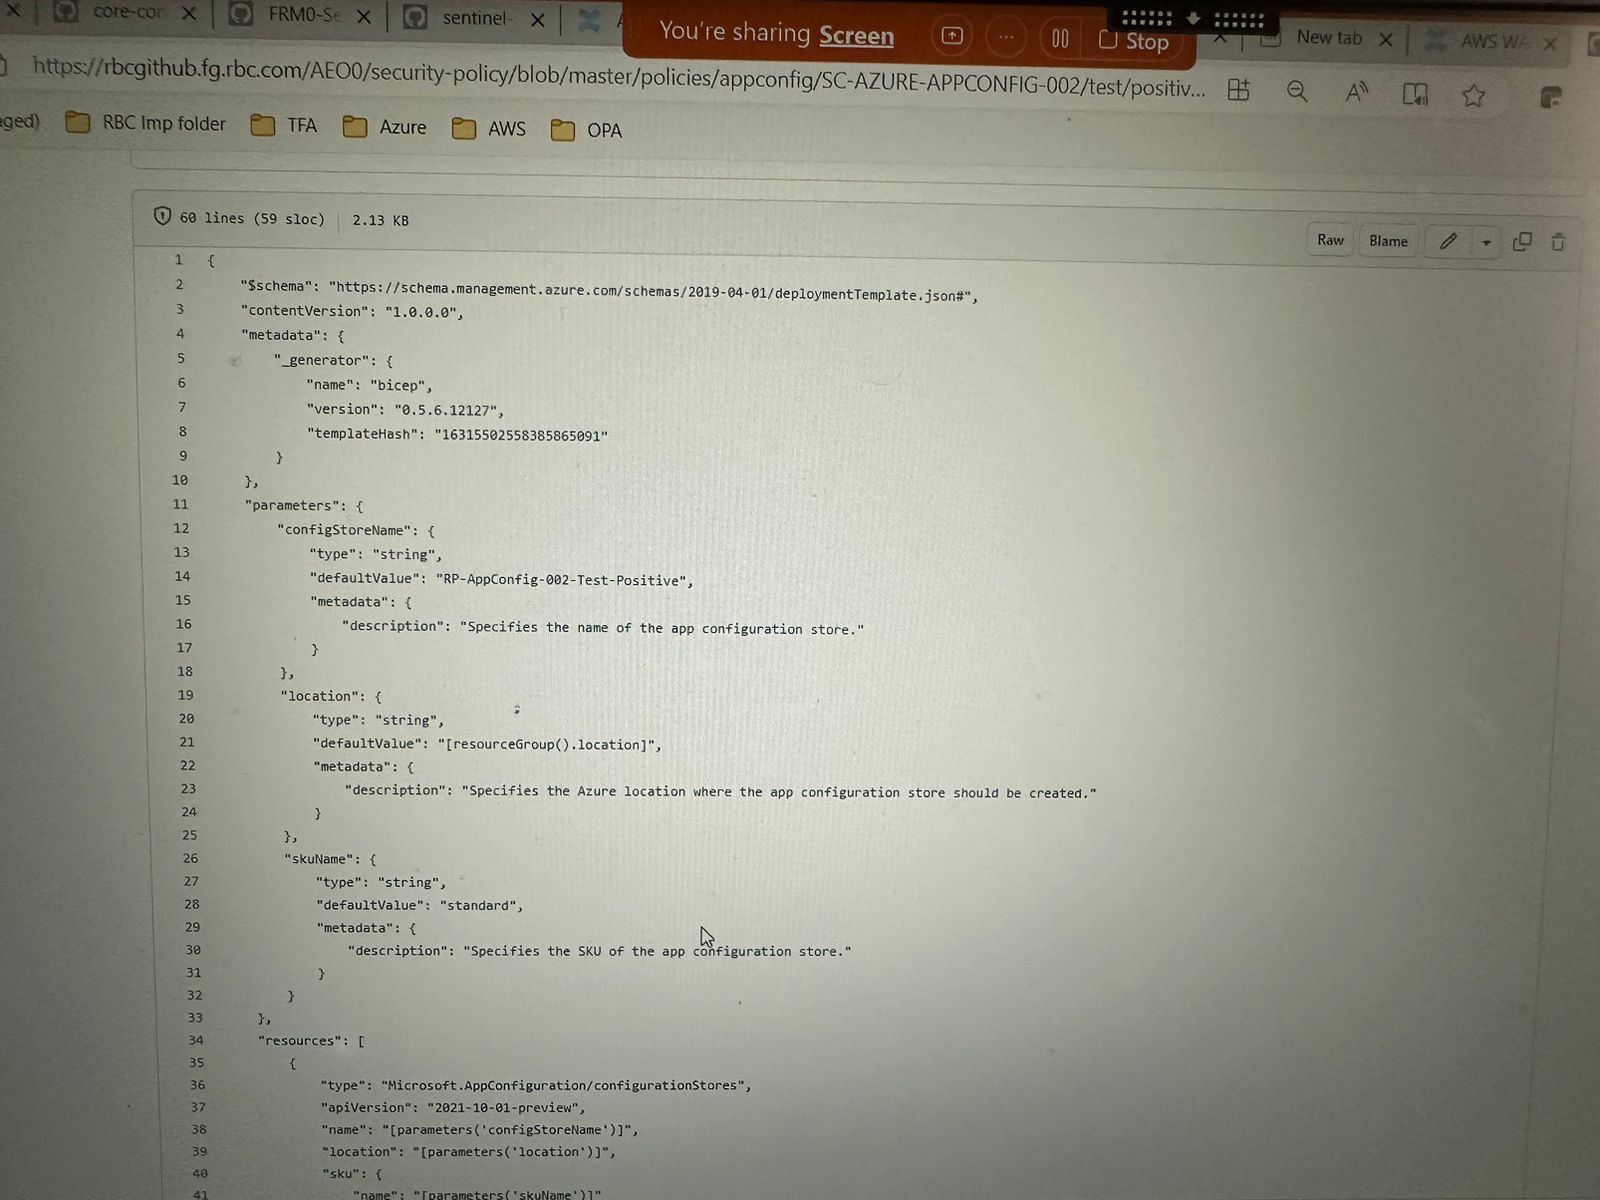 core-cor
FRM0-Se
sentinel-
You're sharing Screen
Stop
New tab
AWS WA
https://rbcgithub.fg.rbc.com/AEO0/security-policy/blob/master/policies/appconfig/SC-AZURE-APPCONFIG-002/test/positiv...
aged)
RBC Imp folder
TFA
Azure
AWS
OPA
60 lines (59 sloc)
2.13 KB
Raw
Blame
1 {
2 "$schema": "https://schema.management.azure.com/schemas/2019-04-01/deploymentTemplate.json#",
3 "contentVersion": "1.0.0.0",
4 "metadata": {
5 "_generator": {
6 "name": "bicep",
7 "version": "0.5.6.12127",
8 "templateHash": "16315502558385865091"
9 }
10 },
11 "parameters": {
12 "configStoreName": {
13 "type": "string",
14 "defaultValue": "RP-AppConfig-002-Test-Positive",
15 "metadata": {
16 "description": "Specifies the name of the app configuration store."
17 }
18 },
19 "location": {
20 "type": "string",
21 "defaultValue": "[resourceGroup().location]",
22 "metadata": {
23 "description": "Specifies the Azure location where the app configuration store should be created."
24 }
25 },
26 "skuName": {
27 "type": "string",
28 "defaultValue": "standard",
29 "metadata": {
30 "description": "Specifies the SKU of the app configuration store."
31 }
32 }
33 },
34 "resources": [
35 {
36 "type": "Microsoft.AppConfiguration/configurationStores",
37 "apiVersion": "2021-10-01-preview",
38 "name": "[parameters('configStoreName')]",
39 "location": "[parameters('location')]",
40 "sku": {
41 "name": "[parameters('skuName')]"